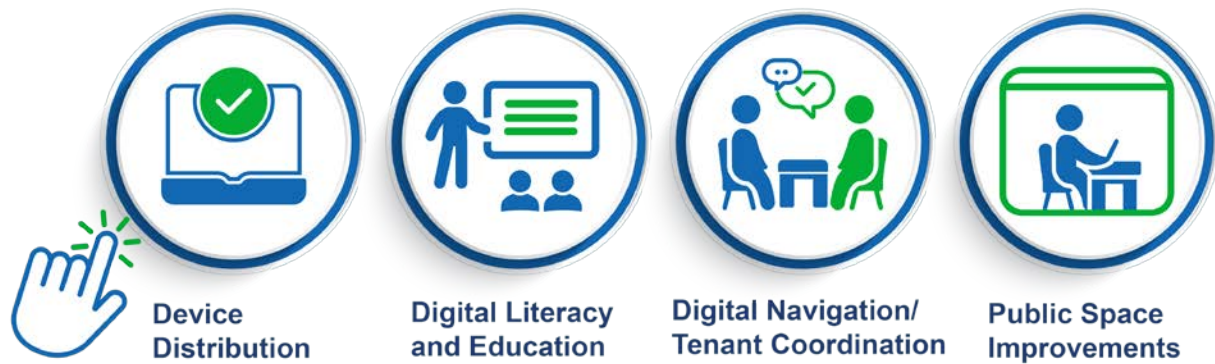 Device
Distribution
Digital Literacy
and Education
Digital Navigation/
Tenant Coordination
Public Space
Improvements